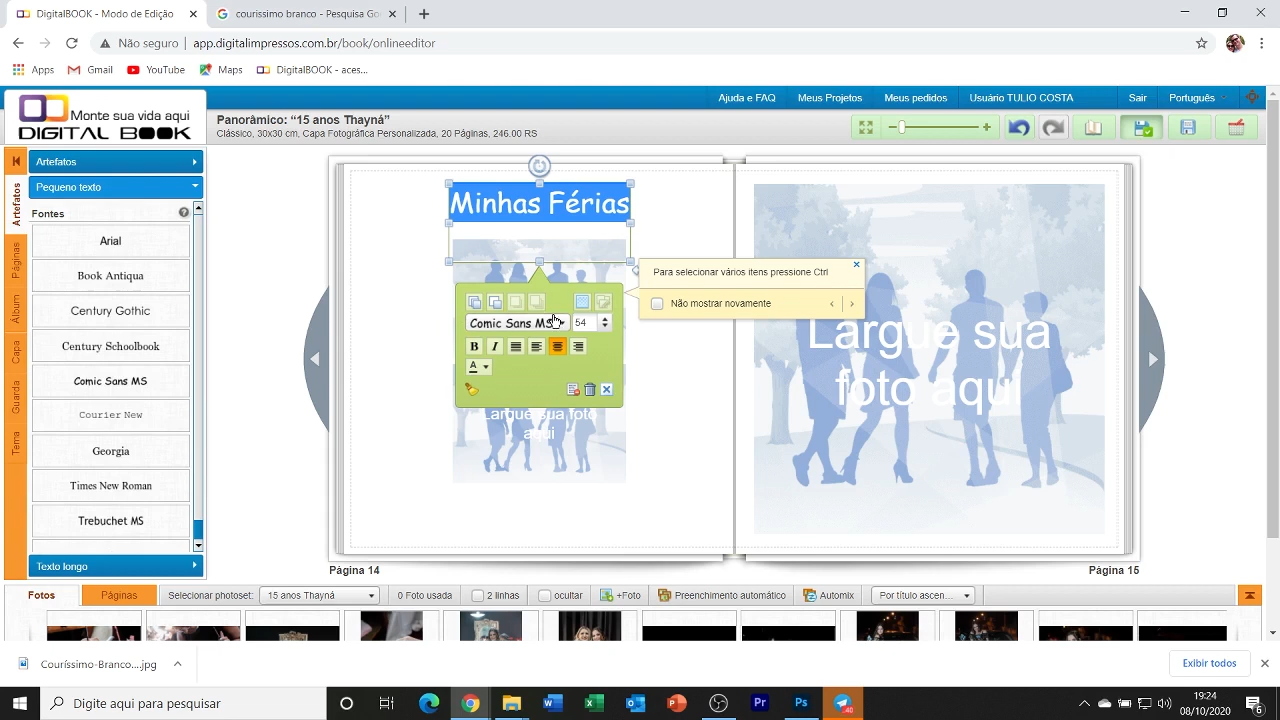 DigitalBOOK - Modo de Edição
couríssimo branco - Pesquisa Go
Não seguro
app.digitalimpressos.com.br/book/onlineeditor
Apps
Gmail
YouTube
Maps
DigitalBOOK - aces...
Monte sua vida aqui
DIGITAL BOOK
Ajuda e FAQ
Meus Projetos
Meus pedidos
Usuário TULIO COSTA
Sair
Português
Panorâmico: “15 anos Thayná”
Clássico, 30x30 cm, Capa Fotográfica Personalizada, 20 Páginas, 246.00 RS
Artefatos
Páginas
Álbum
Capa
Guarda
Tema
Artefatos
Pequeno texto
Fontes
Arial
Book Antiqua
Century Gothic
Century Schoolbook
Comic Sans MS
Courier New
Georgia
Times New Roman
Trebuchet MS
Texto longo
Minhas Férias
Comic Sans MS
54
B
I
A
Largue sua foto
aqui
Para selecionar vários itens pressione Ctrl
Não mostrar novamente
Largue sua
foto aqui
Página 14
Página 15
Fotos
Páginas
Selecionar photoset:
15 anos Thayná
0 Foto usada
2 linhas
ocultar
+Foto
Preenchimento automático
Automix
Por título ascen...
Couríssimo-Branco....jpg
Exibir todos
Digite aqui para pesquisar
Pr
Ps
19:24
08/10/2020
6